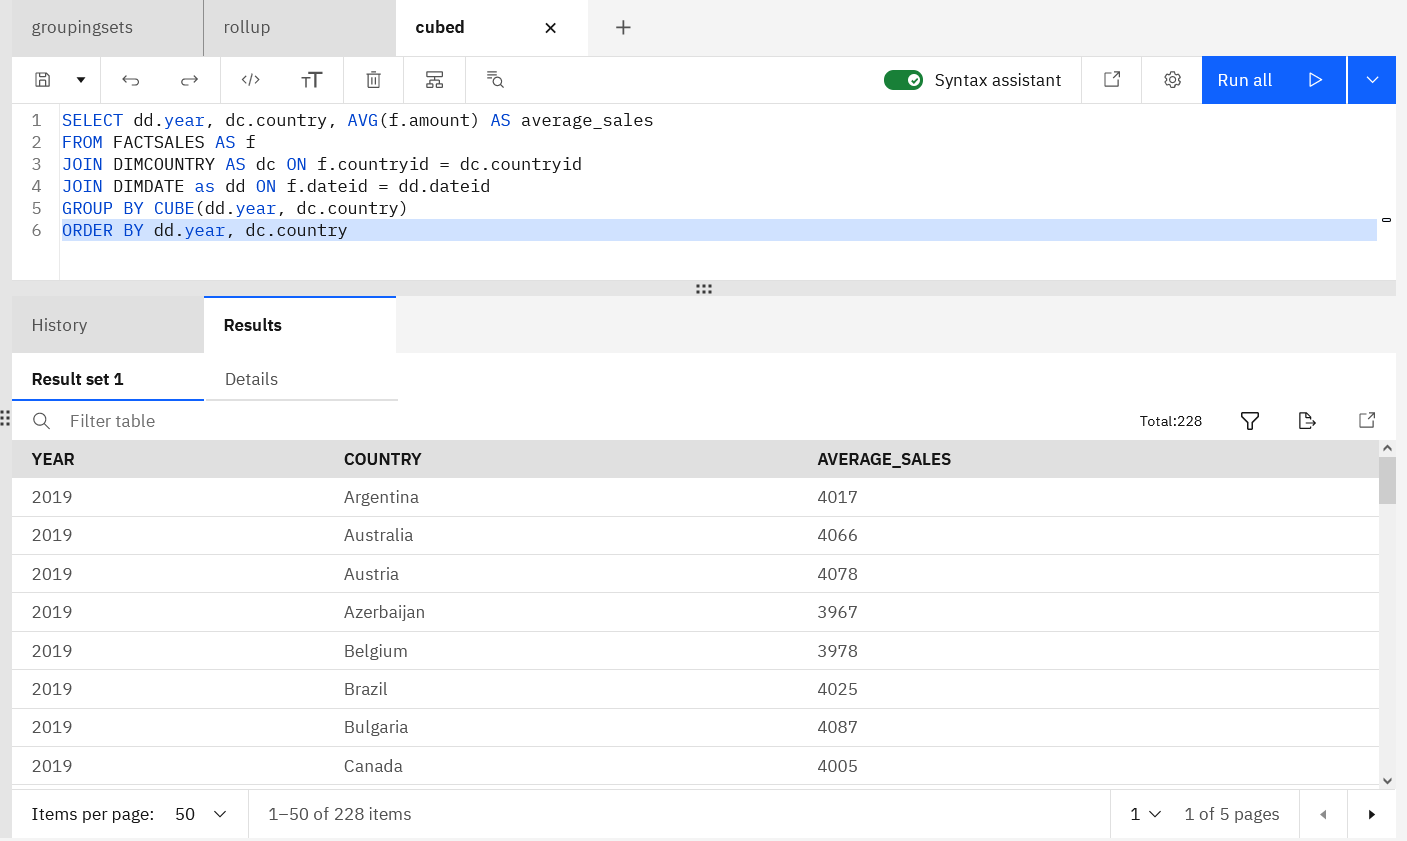 groupingsets rollup cubed
Syntax assistant Run all
1 SELECT dd.year, dc.country, AVG(f.amount) AS average_sales
2 FROM FACTSALES AS f
3 JOIN DIMCOUNTRY AS dc ON f.countryid = dc.countryid
4 JOIN DIMDATE as dd ON f.dateid = dd.dateid
5 GROUP BY CUBE(dd.year, dc.country)
6 ORDER BY dd.year, dc.country
History Results
Result set 1 Details
Filter table Total:228
YEAR COUNTRY AVERAGE_SALES
2019 Argentina 4017
2019 Australia 4066
2019 Austria 4078
2019 Azerbaijan 3967
2019 Belgium 3978
2019 Brazil 4025
2019 Bulgaria 4087
2019 Canada 4005
Items per page: 50 1–50 of 228 items 1 1 of 5 pages